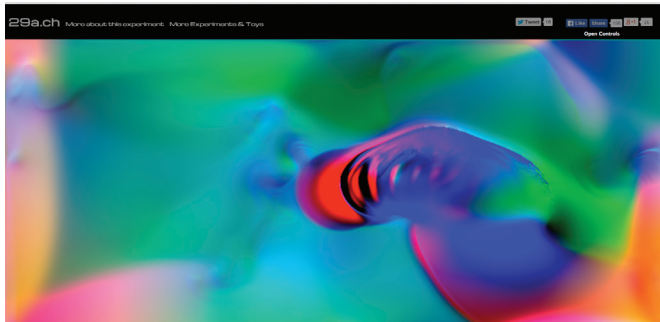 29a.ch More about this experiment More Experiments & Toys
Tweet Like Share
Open Controls